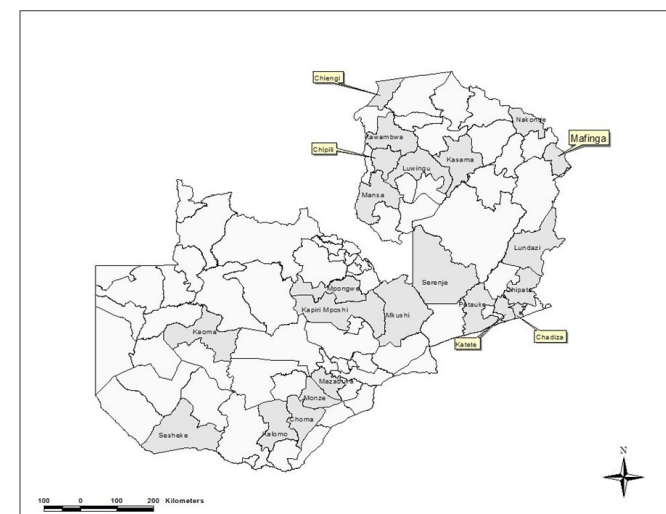 Chiengi
Nakonde
Mafinga
Kawambwa
Chipili
Kasama
Luwingu
Mansa
Lundazi
Serenje
Chipata
Mpongwe
Petauke
Kapiri Mposhi
Mkushi
Kaoma
Chadiza
Katete
Mazabuka
Monze
Choma
Sesheke
Kalomo
N
100 0 100 200 Kilometers